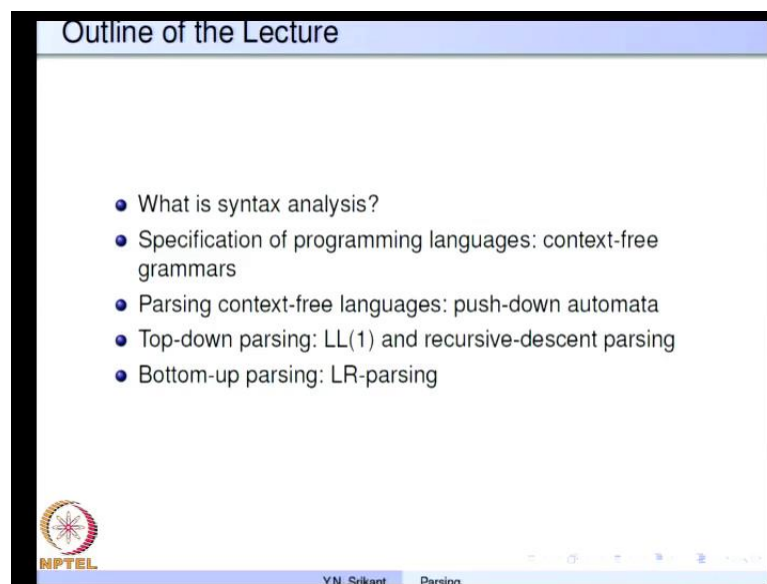 Outline of the Lecture
What is syntax analysis?
Specification of programming languages: context-free
grammars
Parsing context-free languages: push-down automata
Top-down parsing: LL(1) and recursive-descent parsing
Bottom-up parsing: LR-parsing
NPTEL
Y.N. Srikant Parsing